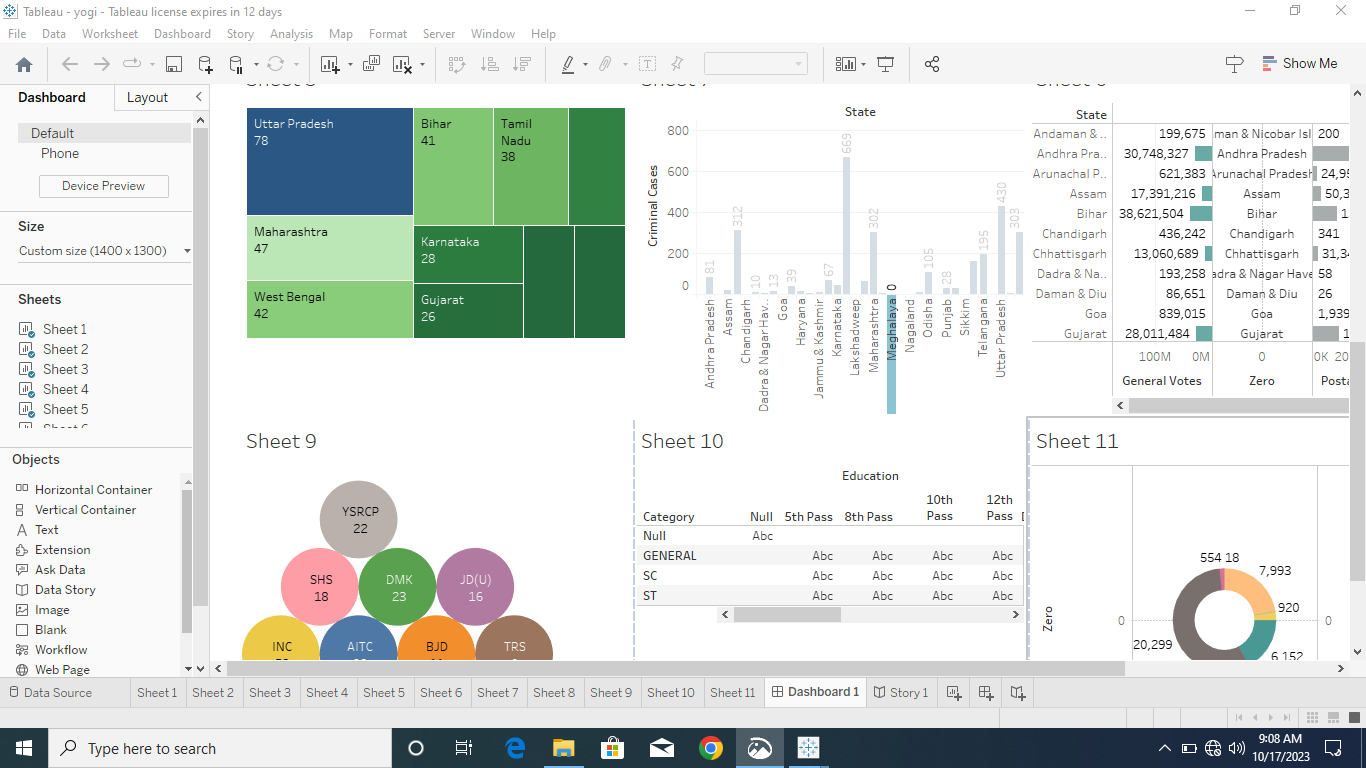 Tableau - yogi - Tableau license expires in 12 days
File Data Worksheet Dashboard Story Analysis Map Format Server Window Help
Show Me
Dashboard Layout
Default
Phone
Device Preview
Size
Custom size (1400 x 1300)
Sheets
Sheet 1
Sheet 2
Sheet 3
Sheet 4
Sheet 5
Objects
Horizontal Container
Vertical Container
Text
Extension
Ask Data
Data Story
Image
Blank
Workflow
Web Page
Uttar Pradesh
78
Bihar
41
Tamil
Nadu
38
Maharashtra
47
Karnataka
28
West Bengal
42
Gujarat
26
State
Criminal Cases
800
600
400
200
0
81
312
10
13
39
67
669
302
0
105
28
195
430
303
Andhra Pradesh
Assam
Chandigarh
Dadra & Nagar Hav..
Goa
Haryana
Jammu & Kashmir
Karnataka
Lakshadweep
Maharashtra
Meghalaya
Nagaland
Odisha
Punjab
Sikkim
Telangana
Uttar Pradesh
State
Andaman & .. 199,675 man & Nicobar Isl 200
Andhra Pra.. 30,748,327 Andhra Pradesh
Arunachal P.. 621,383 Arunachal Pradesh 24,95
Assam 17,391,216 Assam 50,3
Bihar 38,621,504 Bihar 1
Chandigarh 436,242 Chandigarh 341
Chhattisgarh 13,060,689 Chhattisgarh 31,34
Dadra & Na.. 193,258 adra & Nagar Have 58
Daman & Diu 86,651 Daman & Diu 26
Goa 839,015 Goa 1,939
Gujarat 28,011,484 Gujarat 1
100M 0M 0 0K 20
General Votes Zero Posta
Sheet 9
YSRCP
22
SHS
18
DMK
23
JD(U)
16
INC
AITC
BJD
TRS
Sheet 10
Education
Category Null 5th Pass 8th Pass 10th Pass 12th Pass
Null Abc
GENERAL Abc Abc Abc Abc
SC Abc Abc Abc Abc
ST Abc Abc Abc Abc
Sheet 11
554 18
7,993
920
Zero
0
0
20,299
6,152
Data Source Sheet 1 Sheet 2 Sheet 3 Sheet 4 Sheet 5 Sheet 6 Sheet 7 Sheet 8 Sheet 9 Sheet 10 Sheet 11 Dashboard 1 Story 1
Type here to search
9:08 AM
10/17/2023